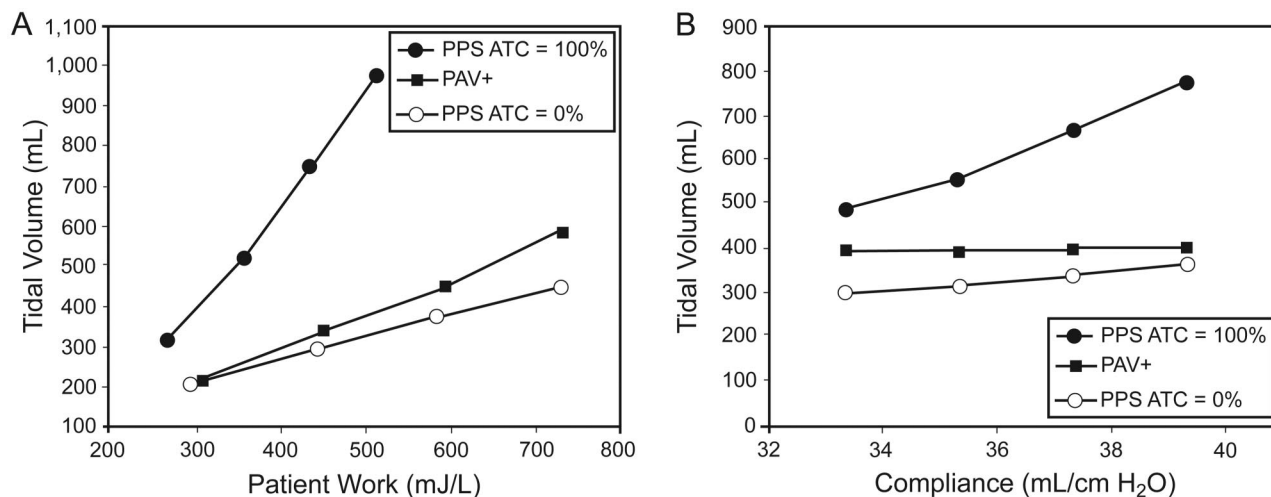 A
1,100
1,000
900
800
700
600
500
400
300
200
100
Tidal Volume (mL)
200 300 400 500 600 700 800
Patient Work (mJ/L)
PPS ATC = 100%
PAV+
PPS ATC = 0%
B
900
800
700
600
500
400
300
200
100
0
Tidal Volume (mL)
32 34 36 38 40
Compliance (mL/cm H₂O)
PPS ATC = 100%
PAV+
PPS ATC = 0%